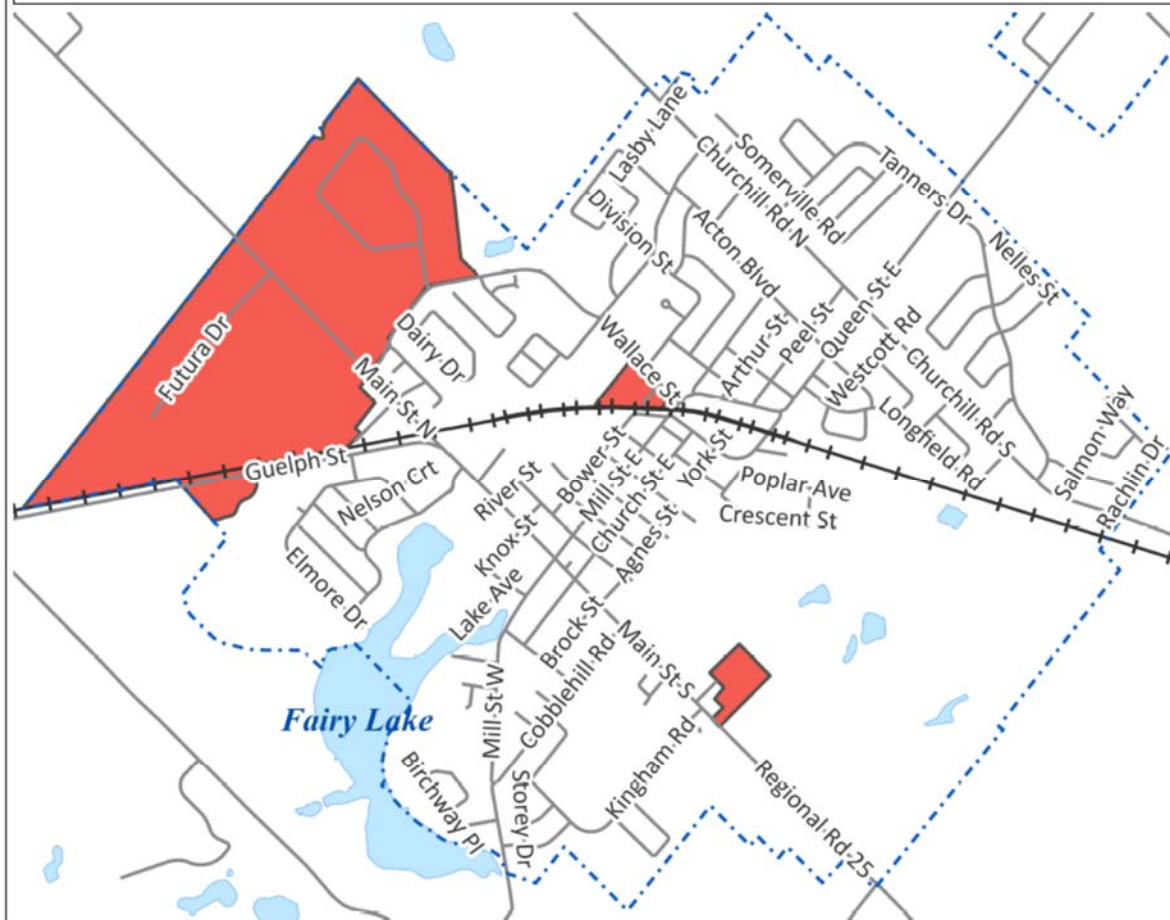 Lasby Lane
Churchill Rd N
Somerville Rd
Tanners Dr
Division St
Acton Blvd
Nelles St
Queen St E
Futura Dr
Dairy Dr
Wallace St
Arthur St
Peel St
Westcott Rd
Main St N
Churchill Rd S
Longfield Rd
Salmon Way
Rachlin Dr
Guelph St
Nelson Crt
River St
Bower St
Mill St E
Church St E
York St
Poplar Ave
Crescent St
Knox St
Agnes St
Elmore Dr
Lake Ave
Brock St
Cobblehill Rd
Main St S
Fairy Lake
Mill St W
Birchway Pl
Storey Dr
Kingham Rd
Regional Rd 25